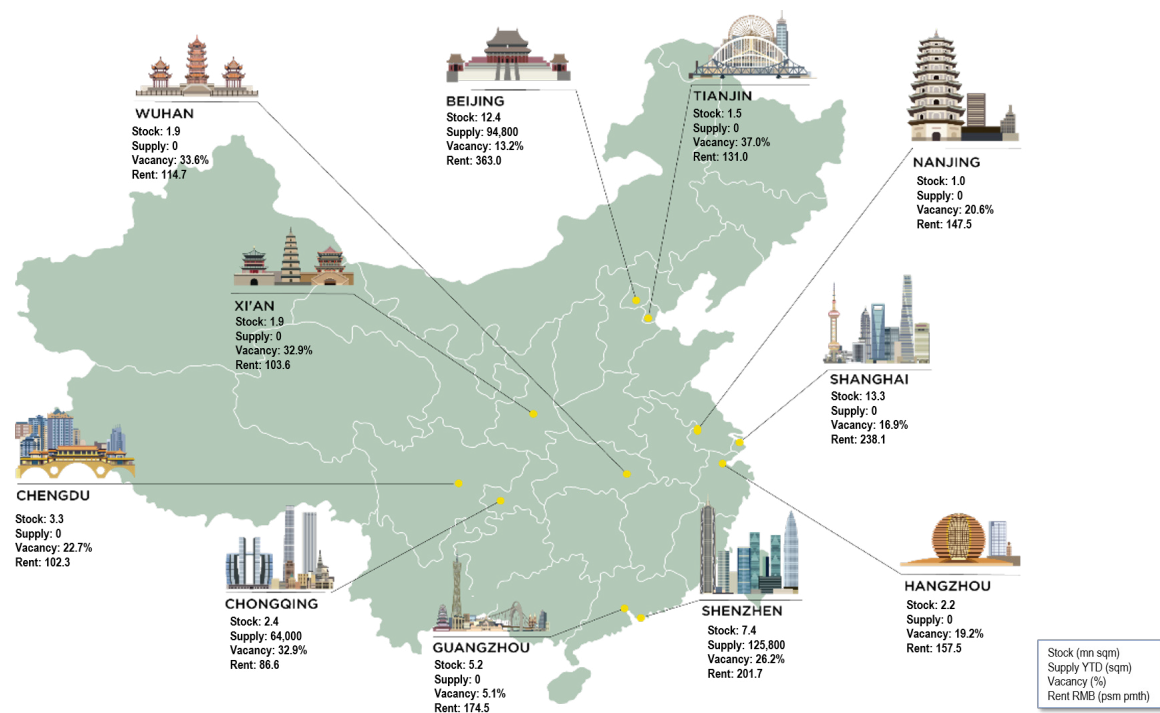 WUHAN
Stock: 1.9
Supply: 0
Vacancy: 33.6%
Rent: 114.7
BEIJING
Stock: 12.4
Supply: 94,800
Vacancy: 13.2%
Rent: 363.0
TIANJIN
Stock: 1.5
Supply: 0
Vacancy: 37.0%
Rent: 131.0
NANJING
Stock: 1.0
Supply: 0
Vacancy: 20.6%
Rent: 147.5
XI'AN
Stock: 1.9
Supply: 0
Vacancy: 32.9%
Rent: 103.6
SHANGHAI
Stock: 13.3
Supply: 0
Vacancy: 16.9%
Rent: 238.1
CHENGDU
Stock: 3.3
Supply: 0
Vacancy: 22.7%
Rent: 102.3
CHONGQING
Stock: 2.4
Supply: 64,000
Vacancy: 32.9%
Rent: 86.6
GUANGZHOU
Stock: 5.2
Supply: 0
Vacancy: 5.1%
Rent: 174.5
SHENZHEN
Stock: 7.4
Supply: 125,800
Vacancy: 26.2%
Rent: 201.7
HANGZHOU
Stock: 2.2
Supply: 0
Vacancy: 19.2%
Rent: 157.5
Stock (mn sqm)
Supply YTD (sqm)
Vacancy (%)
Rent RMB (psm pmth)